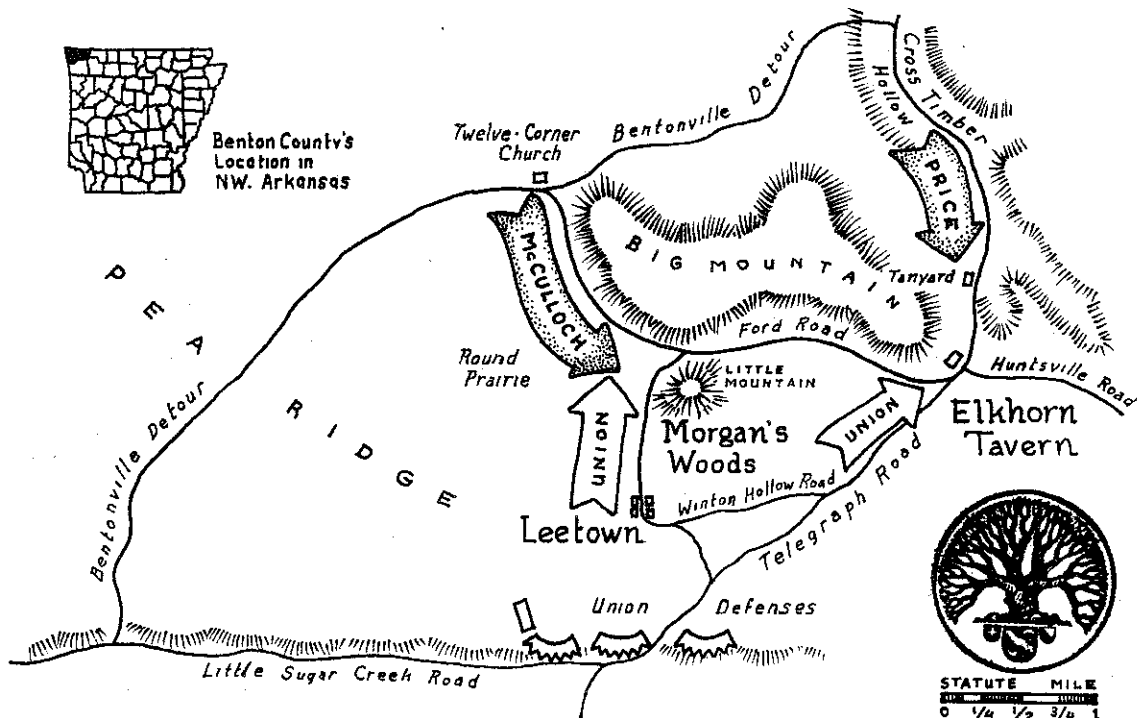 Benton County's
Location in
NW. Arkansas
Twelve-Corner
Church
Bentonville Detour
Cross Timber
Hollow
PRICE
McCULLOCH
BIG MOUNTAIN
Tanyard
PEA
RIDGE
Round
Prairie
Ford Road
LITTLE
MOUNTAIN
Huntsville Road
UNION
Morgan's
Woods
UNION
Elkhorn
Tavern
Bentonville Detour
Winton Hollow Road
Leetown
Telegraph Road
Union Defenses
Little Sugar Creek Road
STATUTE MILE
0 1/4 1/2 3/4 1